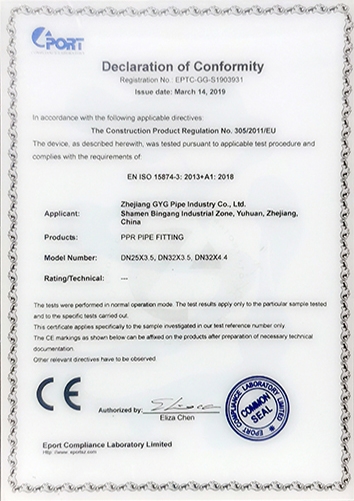 EPORT
Declaration of Conformity
Registration No.: EPTC-GG-S1903931
Issue date: March 14, 2019
In accordance with the following applicable directives:
The Construction Product Regulation No. 305/2011/EU
The device, as described herewith, was tested pursuant to applicable test procedure and
complies with the requirements of:
EN ISO 15874-3: 2013+A1: 2018
Applicant: Zhejiang GYG Pipe Industry Co., Ltd.
Shamen Bingang Industrial Zone, Yuhuan, Zhejiang,
China
Products: PPR PIPE FITTING
Model Number: DN25X3.5, DN32X3.5, DN32X4.4
Rating/Technical: ---
The tests were performed in normal operation mode. The test results apply only to the particular sample tested
and to the specific tests carried out.
This certificate applies specifically to the sample investigated in our test reference number only.
The CE markings as shown below can be affixed on the products after preparation of necessary technical
documentation.
Other relevant directives have to be observed.
CE
Authorized by:
Eliza Chen
EPORT COMPLIANCE LABORATORY LIMITED
COMMON
SEAL
Eport Compliance Laboratory Limited